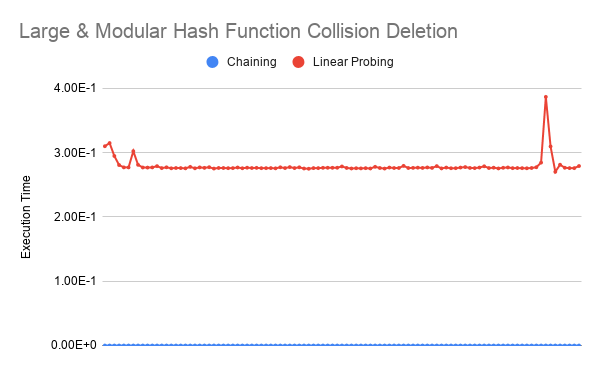 Large & Modular Hash Function Collision Deletion
Chaining
Linear Probing
4.00E-1
3.00E-1
2.00E-1
1.00E-1
0.00E+0
Execution Time